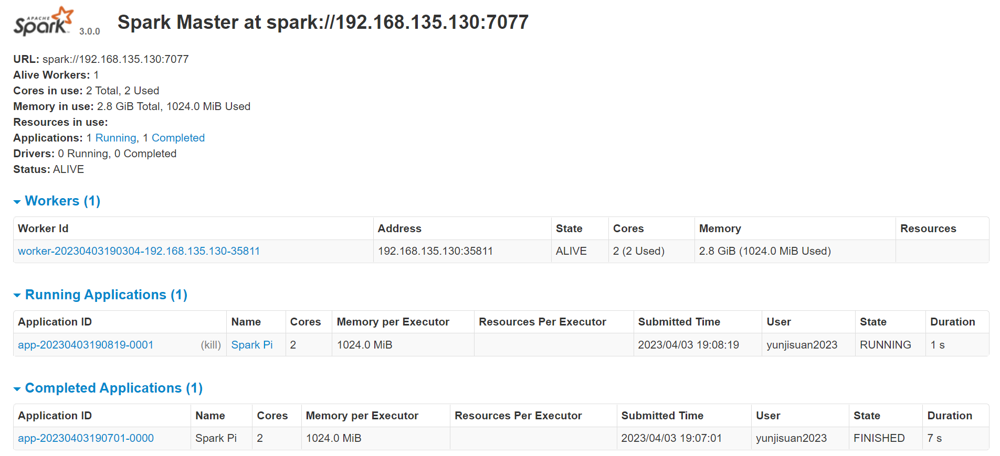 APACHE
Spark 3.0.0 Spark Master at spark://192.168.135.130:7077
URL: spark://192.168.135.130:7077
Alive Workers: 1
Cores in use: 2 Total, 2 Used
Memory in use: 2.8 GiB Total, 1024.0 MiB Used
Resources in use:
Applications: 1 Running, 1 Completed
Drivers: 0 Running, 0 Completed
Status: ALIVE
Workers (1)
Worker Id Address State Cores Memory Resources
worker-20230403190304-192.168.135.130-35811 192.168.135.130:35811 ALIVE 2 (2 Used) 2.8 GiB (1024.0 MiB Used)
Running Applications (1)
Application ID Name Cores Memory per Executor Resources Per Executor Submitted Time User State Duration
app-20230403190819-0001 (kill) Spark Pi 2 1024.0 MiB 2023/04/03 19:08:19 yunjisuan2023 RUNNING 1 s
Completed Applications (1)
Application ID Name Cores Memory per Executor Resources Per Executor Submitted Time User State Duration
app-20230403190701-0000 Spark Pi 2 1024.0 MiB 2023/04/03 19:07:01 yunjisuan2023 FINISHED 7 s